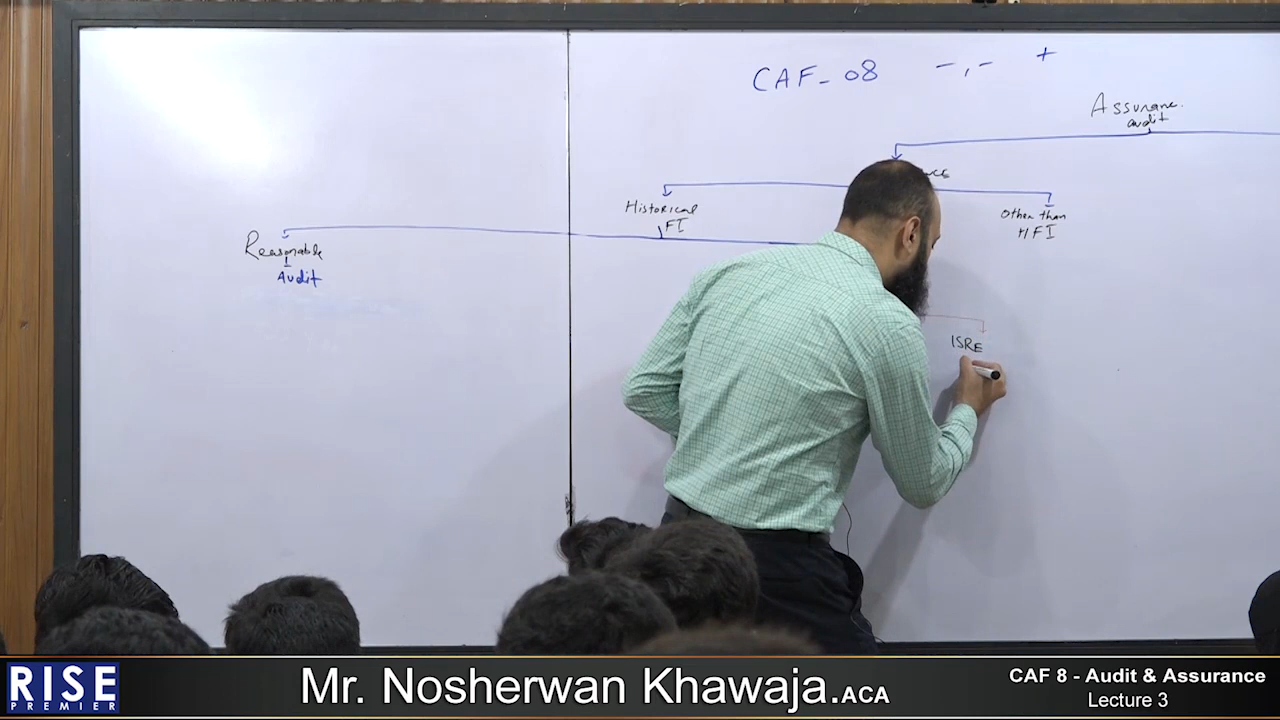 CAF - 08 -,- +
Assurance.
audit
Historical
FI
Other than
HFI
Reasonable
Audit
ISRE
RISE
PREMIER
Mr. Nosherwan Khawaja.ACA
CAF 8 - Audit & Assurance
Lecture 3